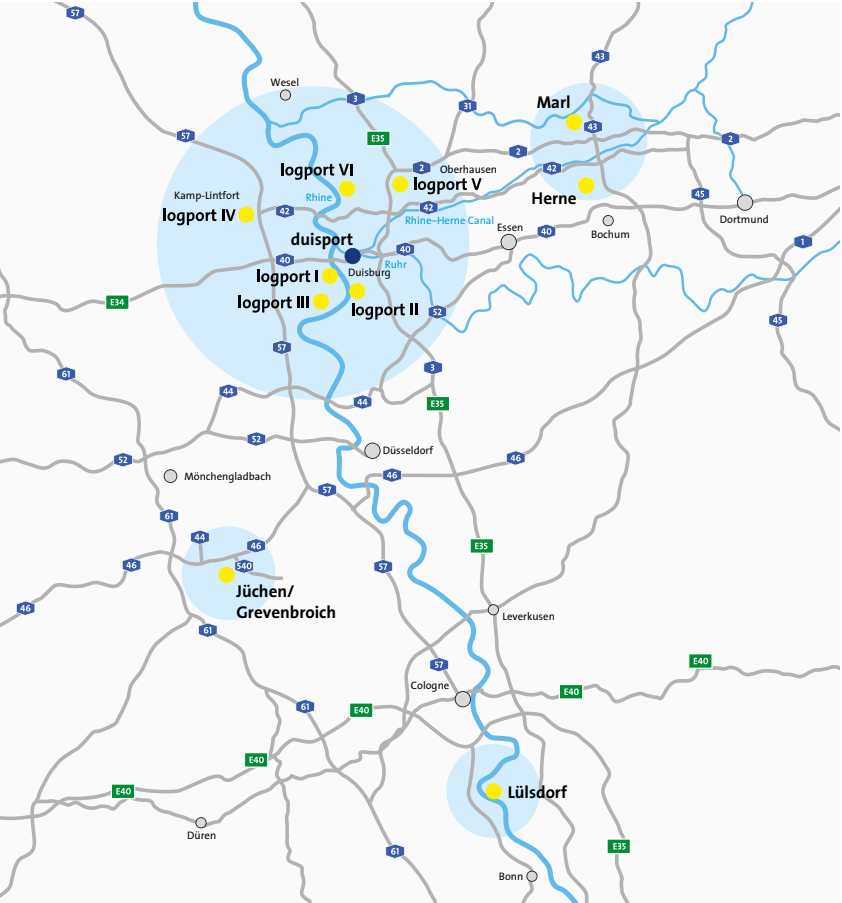 57
43
Wesel
3
31
Marl
43
57
E35
2
2
Oberhausen
2
42
logport VI
logport V
Kamp-Lintfort
Rhine
Herne
45
logport IV
42
42
Dortmund
Rhine–Herne Canal
Essen
40
Bochum
duisport
40
1
40
Ruhr
logport I
Duisburg
E34
logport III
logport II
52
45
57
3
61
44
44
E35
52
Düsseldorf
52
46
46
Mönchengladbach
57
61
44
46
E35
46
540
57
Jüchen/
Grevenbroich
46
Leverkusen
61
57
E40
Cologne
E40
61
E40
E40
E40
Lülsdorf
Düren
E35
61
Bonn